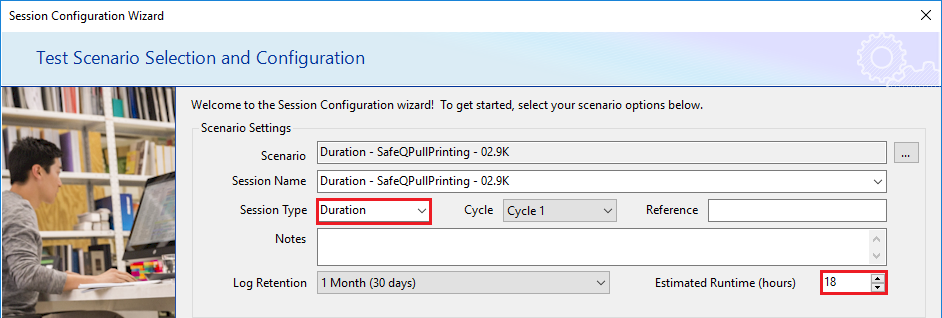 Session Configuration Wizard
Test Scenario Selection and Configuration
Welcome to the Session Configuration wizard! To get started, select your scenario options below.
Scenario Settings
Scenario Duration - SafeQPullPrinting - 02.9K ...
Session Name Duration - SafeQPullPrinting - 02.9K
Session Type Duration Cycle Cycle 1 Reference
Notes
Log Retention 1 Month (30 days) Estimated Runtime (hours) 18